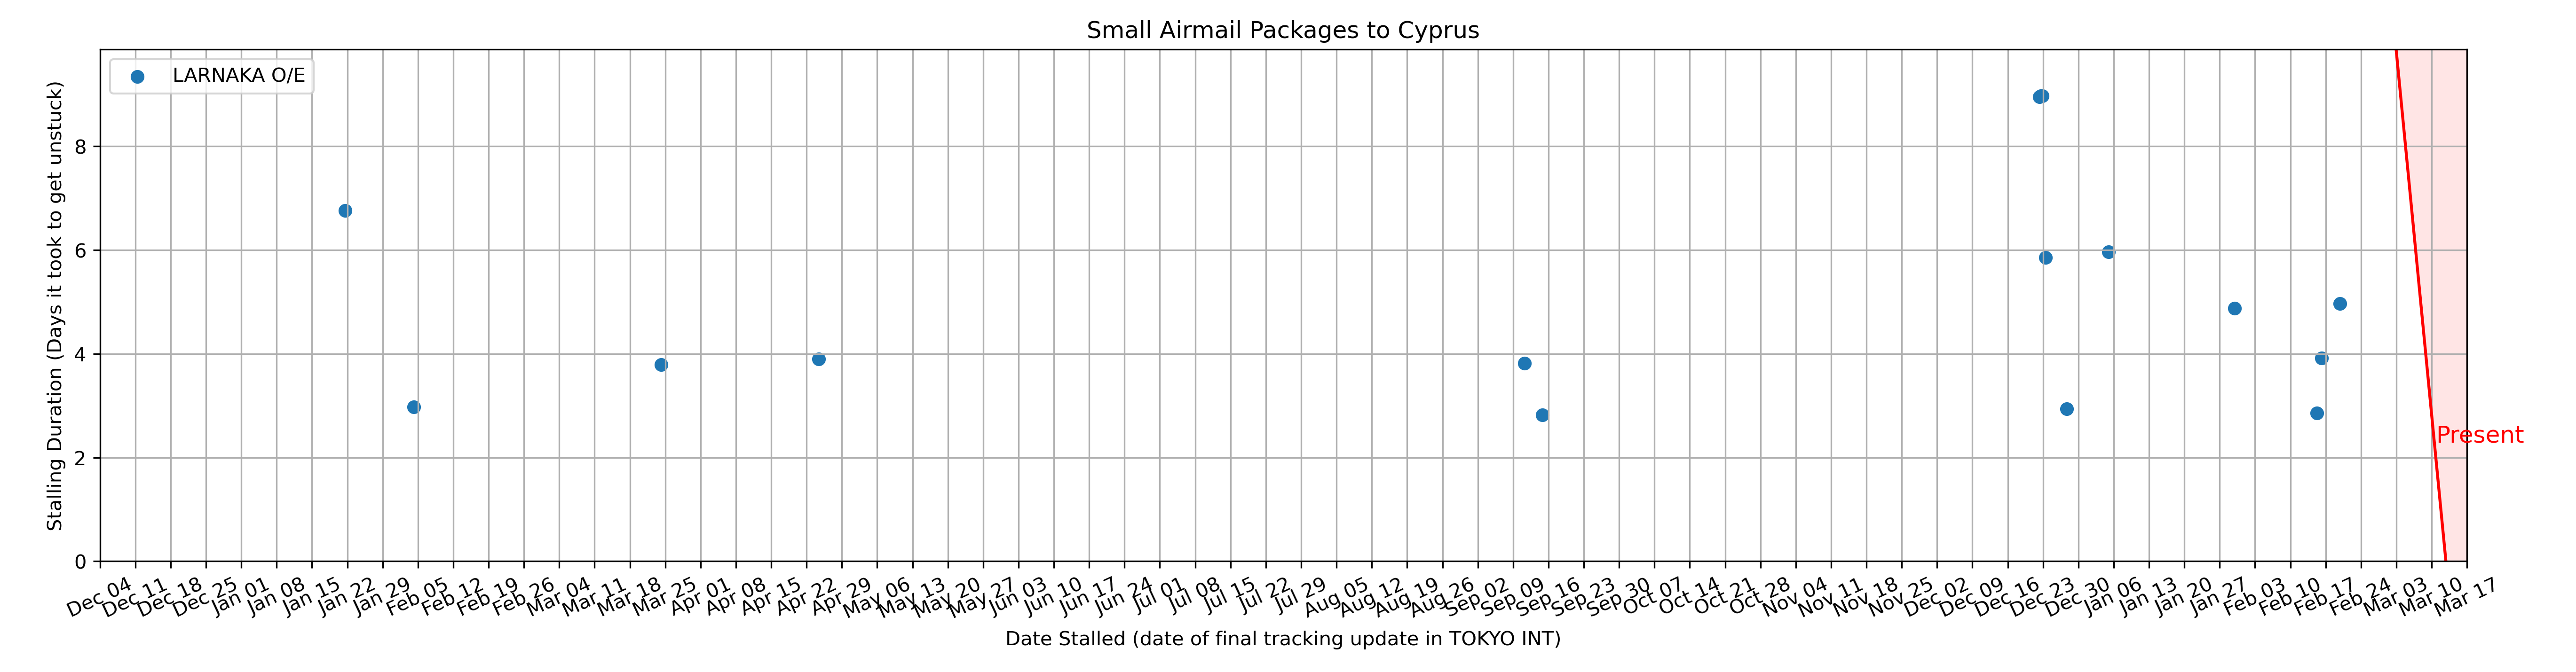 Small Airmail Packages to Cyprus
LARNAKA O/E
Stalling Duration (Days it took to get unstuck)
8
6
4
2
0
Present
Dec 04 Dec 11 Dec 18 Dec 25 Jan 01 Jan 08 Jan 15 Jan 22 Jan 29 Feb 05 Feb 12 Feb 19 Feb 26 Mar 04 Mar 11 Mar 18 Mar 25 Apr 01 Apr 08 Apr 15 Apr 22 Apr 29 May 06 May 13 May 20 May 27 Jun 03 Jun 10 Jun 17 Jun 24 Jul 01 Jul 08 Jul 15 Jul 22 Jul 29 Aug 05 Aug 12 Aug 19 Aug 26 Sep 02 Sep 09 Sep 16 Sep 23 Sep 30 Oct 07 Oct 14 Oct 21 Oct 28 Nov 04 Nov 11 Nov 18 Nov 25 Dec 02 Dec 09 Dec 16 Dec 23 Dec 30 Jan 06 Jan 13 Jan 20 Jan 27 Feb 03 Feb 10 Feb 17 Feb 24 Mar 03 Mar 10 Mar 17
Date Stalled (date of final tracking update in TOKYO INT)